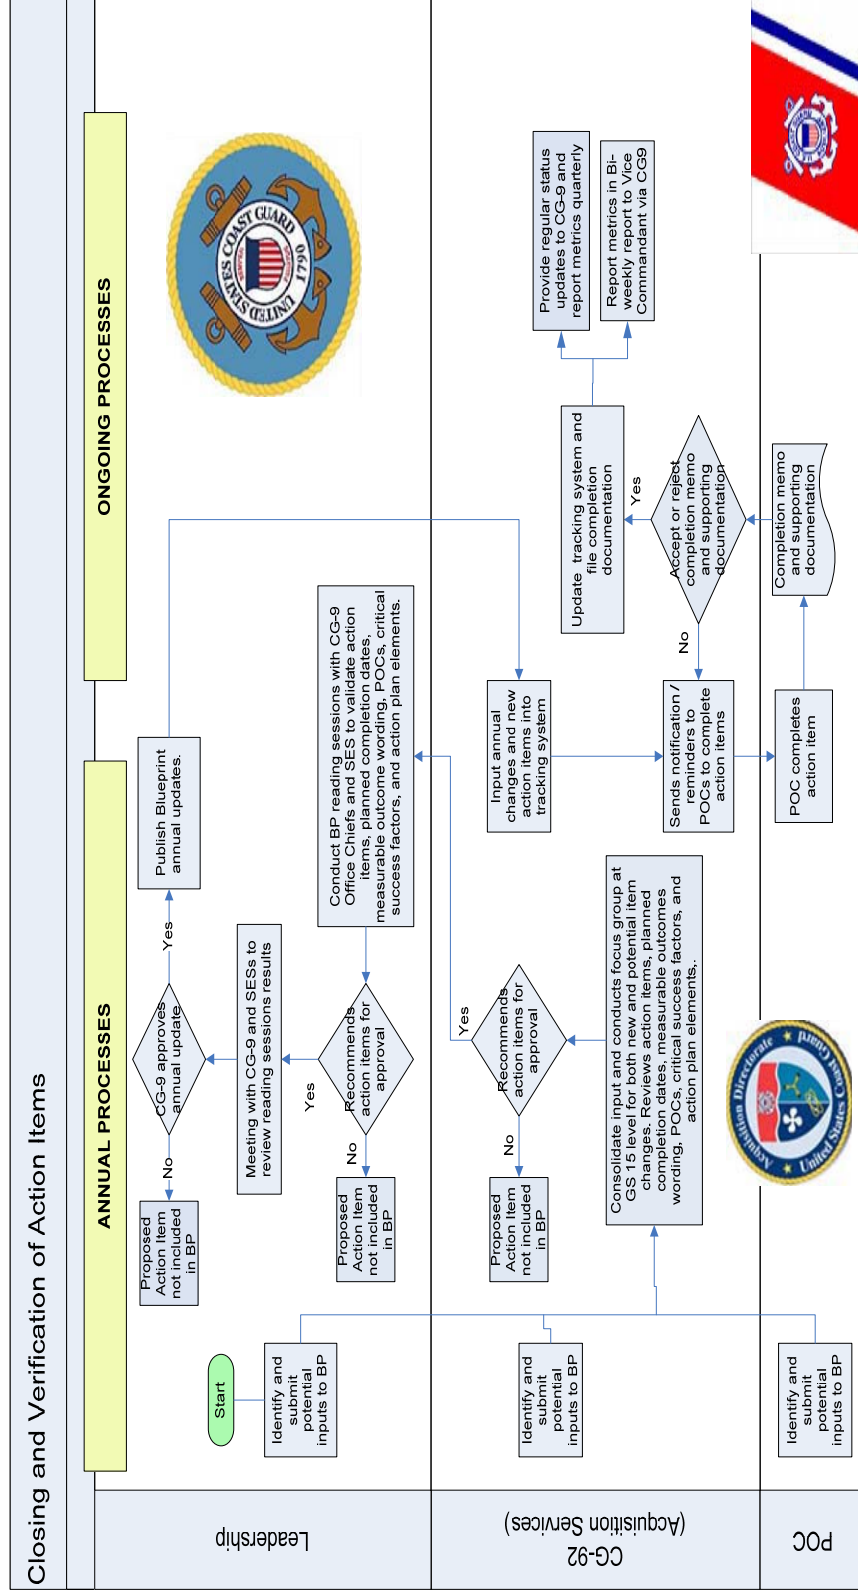 Closing and Verification of Action Items
ANNUAL PROCESSES
ONGOING PROCESSES
Leadership
Start
Identify and
submit
potential
inputs to BP
Proposed
Action Item
not included
in BP
No
CG-9 approves
annual update
Yes
Publish Blueprint
annual updates.
Meeting with CG-9 and SESs to
review reading sessions results
Yes
Proposed
Action Item
not included
in BP
No
Recommends
action items for
approval
Conduct BP reading sessions with CG-9
Office Chiefs and SES to validate action
items, planned completion dates,
measurable outcome wording, POCs, critical
success factors, and action plan elements.
UNITED STATES COAST GUARD
1790
CG-92
(Acquisition Services)
Identify and
submit
potential
inputs to BP
Proposed
Action Item
not included
in BP
No
Recommends
action items for
approval
Yes
Consolidate input and conducts focus group at
GS 15 level for both new and potential item
changes. Reviews action items, planned
completion dates, measurable outcomes
wording, POCs, critical success factors, and
action plan elements,.
Input annual
changes and new
action items into
tracking system
Sends notification /
reminders to
POCs to complete
action items
No
Accept or reject
completion memo
and supporting
documentation
Yes
Update  tracking system and
file completion
documentation
Provide regular status
updates to CG-9 and
report metrics quarterly
Report metrics in Bi-
weekly report to Vice
Commandant via CG9
POC
Identify and
submit
potential
inputs to BP
Acquisition Directorate
United States Coast Guard
POC completes
action item
Completion memo
and supporting
documentation